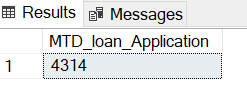 Results Messages
MTD_loan_Application
1 4314